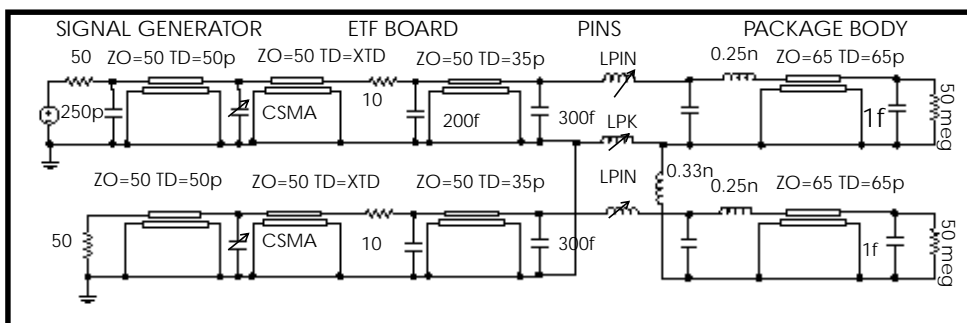 SIGNAL GENERATOR ETF BOARD PINS PACKAGE BODY
50 ZO=50 TD=50p ZO=50 TD=XTD ZO=50 TD=35p LPIN 0.25n ZO=65 TD=65p
250p CSMA 10 200f 300f 1f 50 meg
LPK
ZO=50 TD=50p ZO=50 TD=XTD ZO=50 TD=35p LPIN 0.33n 0.25n ZO=65 TD=65p
50 CSMA 10 300f 1f 50 meg